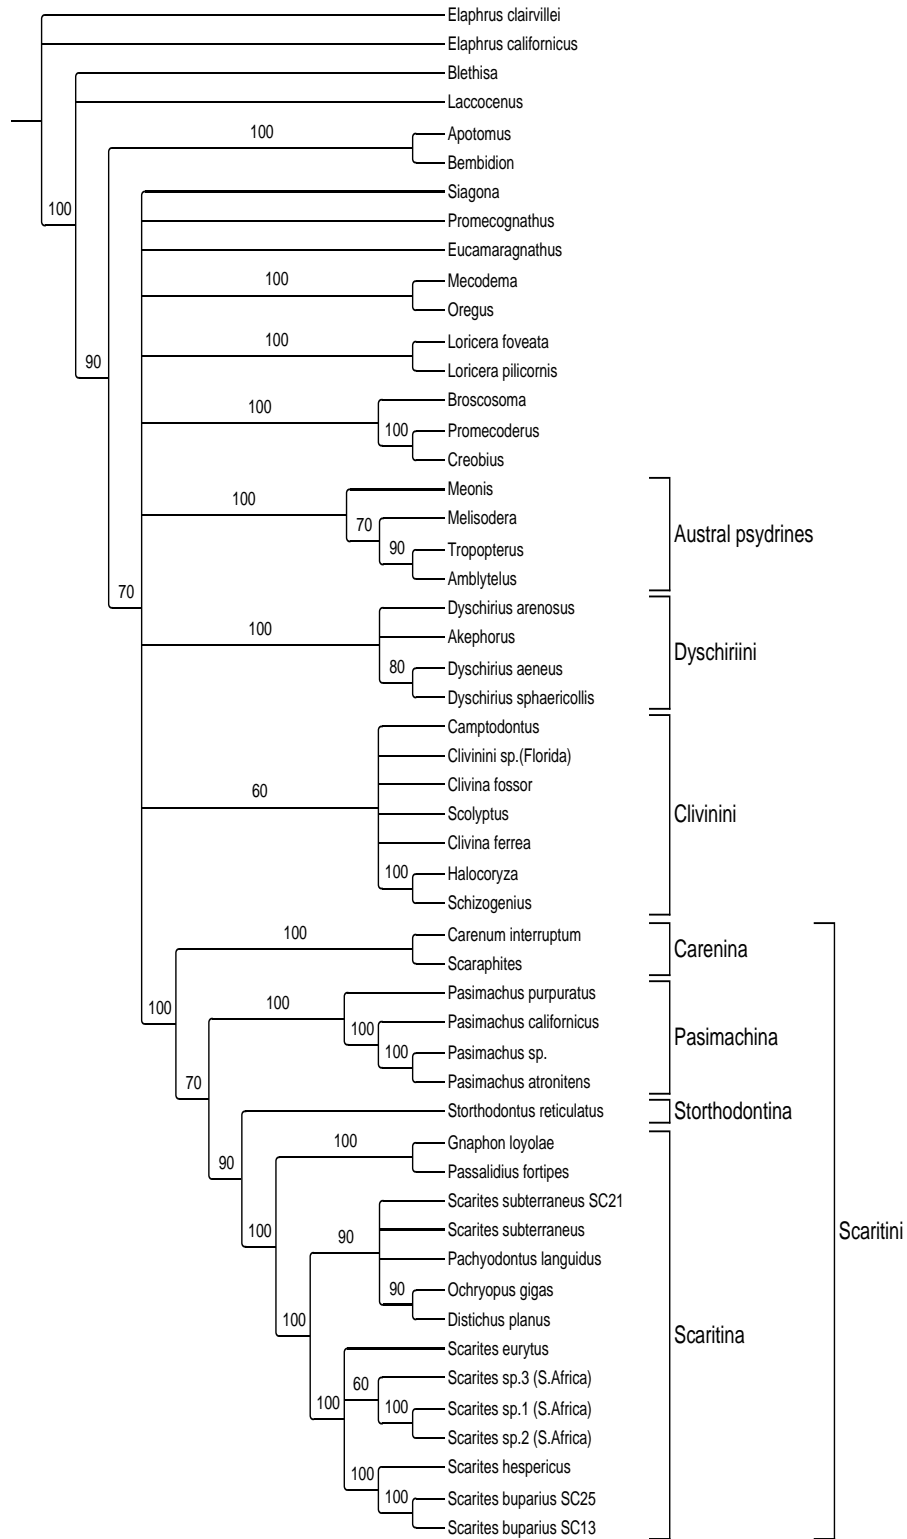 Elaphrus clairvillei
Elaphrus californicus
Blethisa
Laccocenus
100
Apotomus
Bembidion
Siagona
100
Promecognathus
Eucamaragnathus
100
Mecodema
Oregus
100
Loricera foveata
90
Loricera pilicornis
Broscosoma
100
100
Promecoderus
Creobius
Meonis
100
Melisodera
70
Austral psydrines
90
Tropopterus
Amblytelus
70
Dyschirius arenosus
100
Akephorus
Dyschiriini
80
Dyschirius aeneus
Dyschirius sphaericollis
Camptodontus
Clivinini sp.(Florida)
60
Clivina fossor
Scolyptus
Clivinini
Clivina ferrea
100
Halocoryza
Schizogenius
100
Carenum interruptum
Carenina
Scaraphites
Pasimachus purpuratus
100
100
Pasimachus californicus
100
Pasimachina
100
Pasimachus sp.
70
Pasimachus atronitens
Storthodontus reticulatus
Storthodontina
100
Gnaphon loyolae
90
Passalidius fortipes
Scarites subterraneus SC21
100
90
Scarites subterraneus
Scaritini
Pachyodontus languidus
90
Ochryopus gigas
100
Distichus planus
Scaritina
Scarites eurytus
60
Scarites sp.3 (S.Africa)
100
100
Scarites sp.1 (S.Africa)
Scarites sp.2 (S.Africa)
100
Scarites hespericus
100
Scarites buparius SC25
Scarites buparius SC13